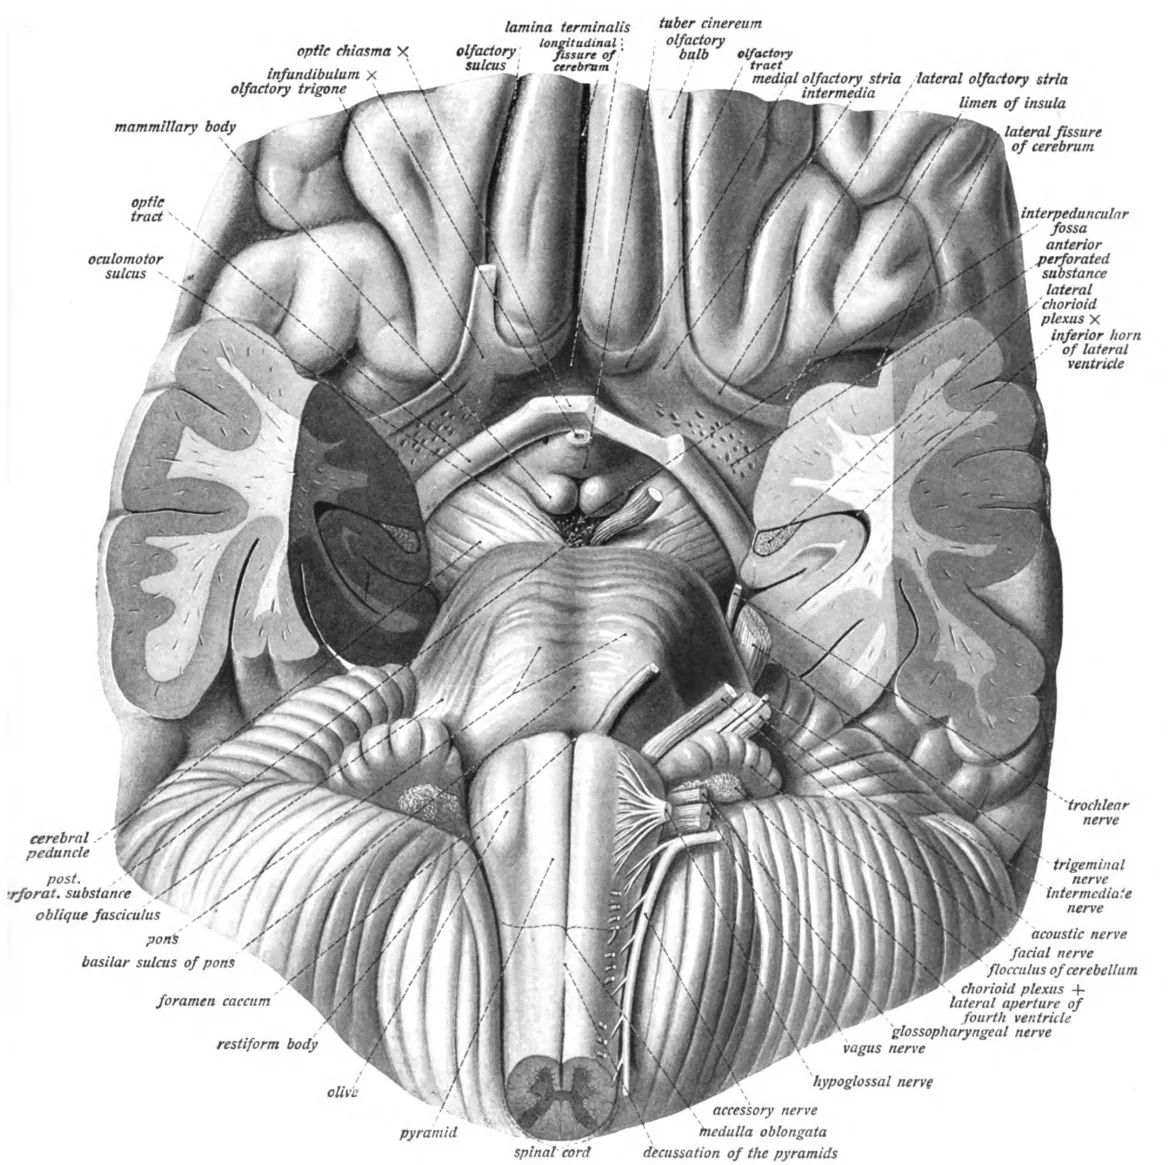 lamina terminalis
tuber cinereum
optic chiasma ×
olfactory
sulcus
longitudinal
fissure of
cerebrum
olfactory
bulb
olfactory
tract
infundibulum ×
olfactory trigone
medial olfactory stria
intermedia
lateral olfactory stria
limen of insula
mammillary body
lateral fissure
of cerebrum
optic
tract
interpeduncular
fossa
oculomotor
sulcus
anterior
perforated
substance
lateral
chorioid
plexus ×
inferior horn
of lateral
ventricle
cerebral
peduncle
post.
erforat. substance
oblique fasciculus
pons
basilar sulcus of pons
foramen caecum
restiform body
olive
pyramid
spinal cord
trochlear
nerve
trigeminal
nerve
intermediate
nerve
acoustic nerve
facial nerve
flocculus of cerebellum
chorioid plexus +
lateral aperture of
fourth ventricle
glossopharyngeal nerve
vagus nerve
hypoglossal nerve
accessory nerve
medulla oblongata
decussation of the pyramids